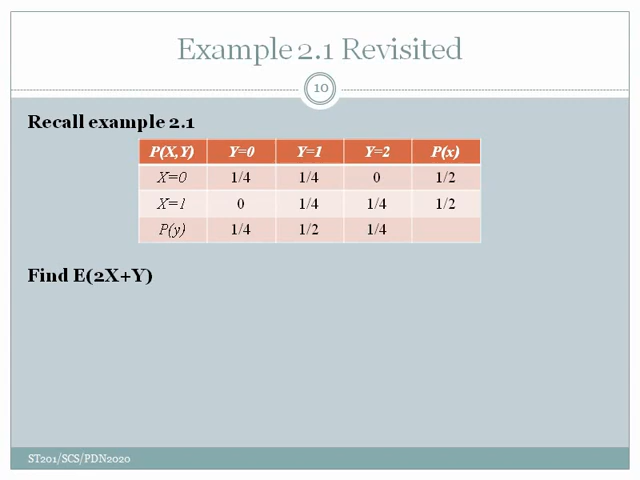 Example 2.1 Revisited
10
Recall example 2.1
P(X,Y) Y=0 Y=1 Y=2 P(x)
X=0 1/4 1/4 0 1/2
X=1 0 1/4 1/4 1/2
P(y) 1/4 1/2 1/4
Find E(2X+Y)
ST201/SCS/PDN2020